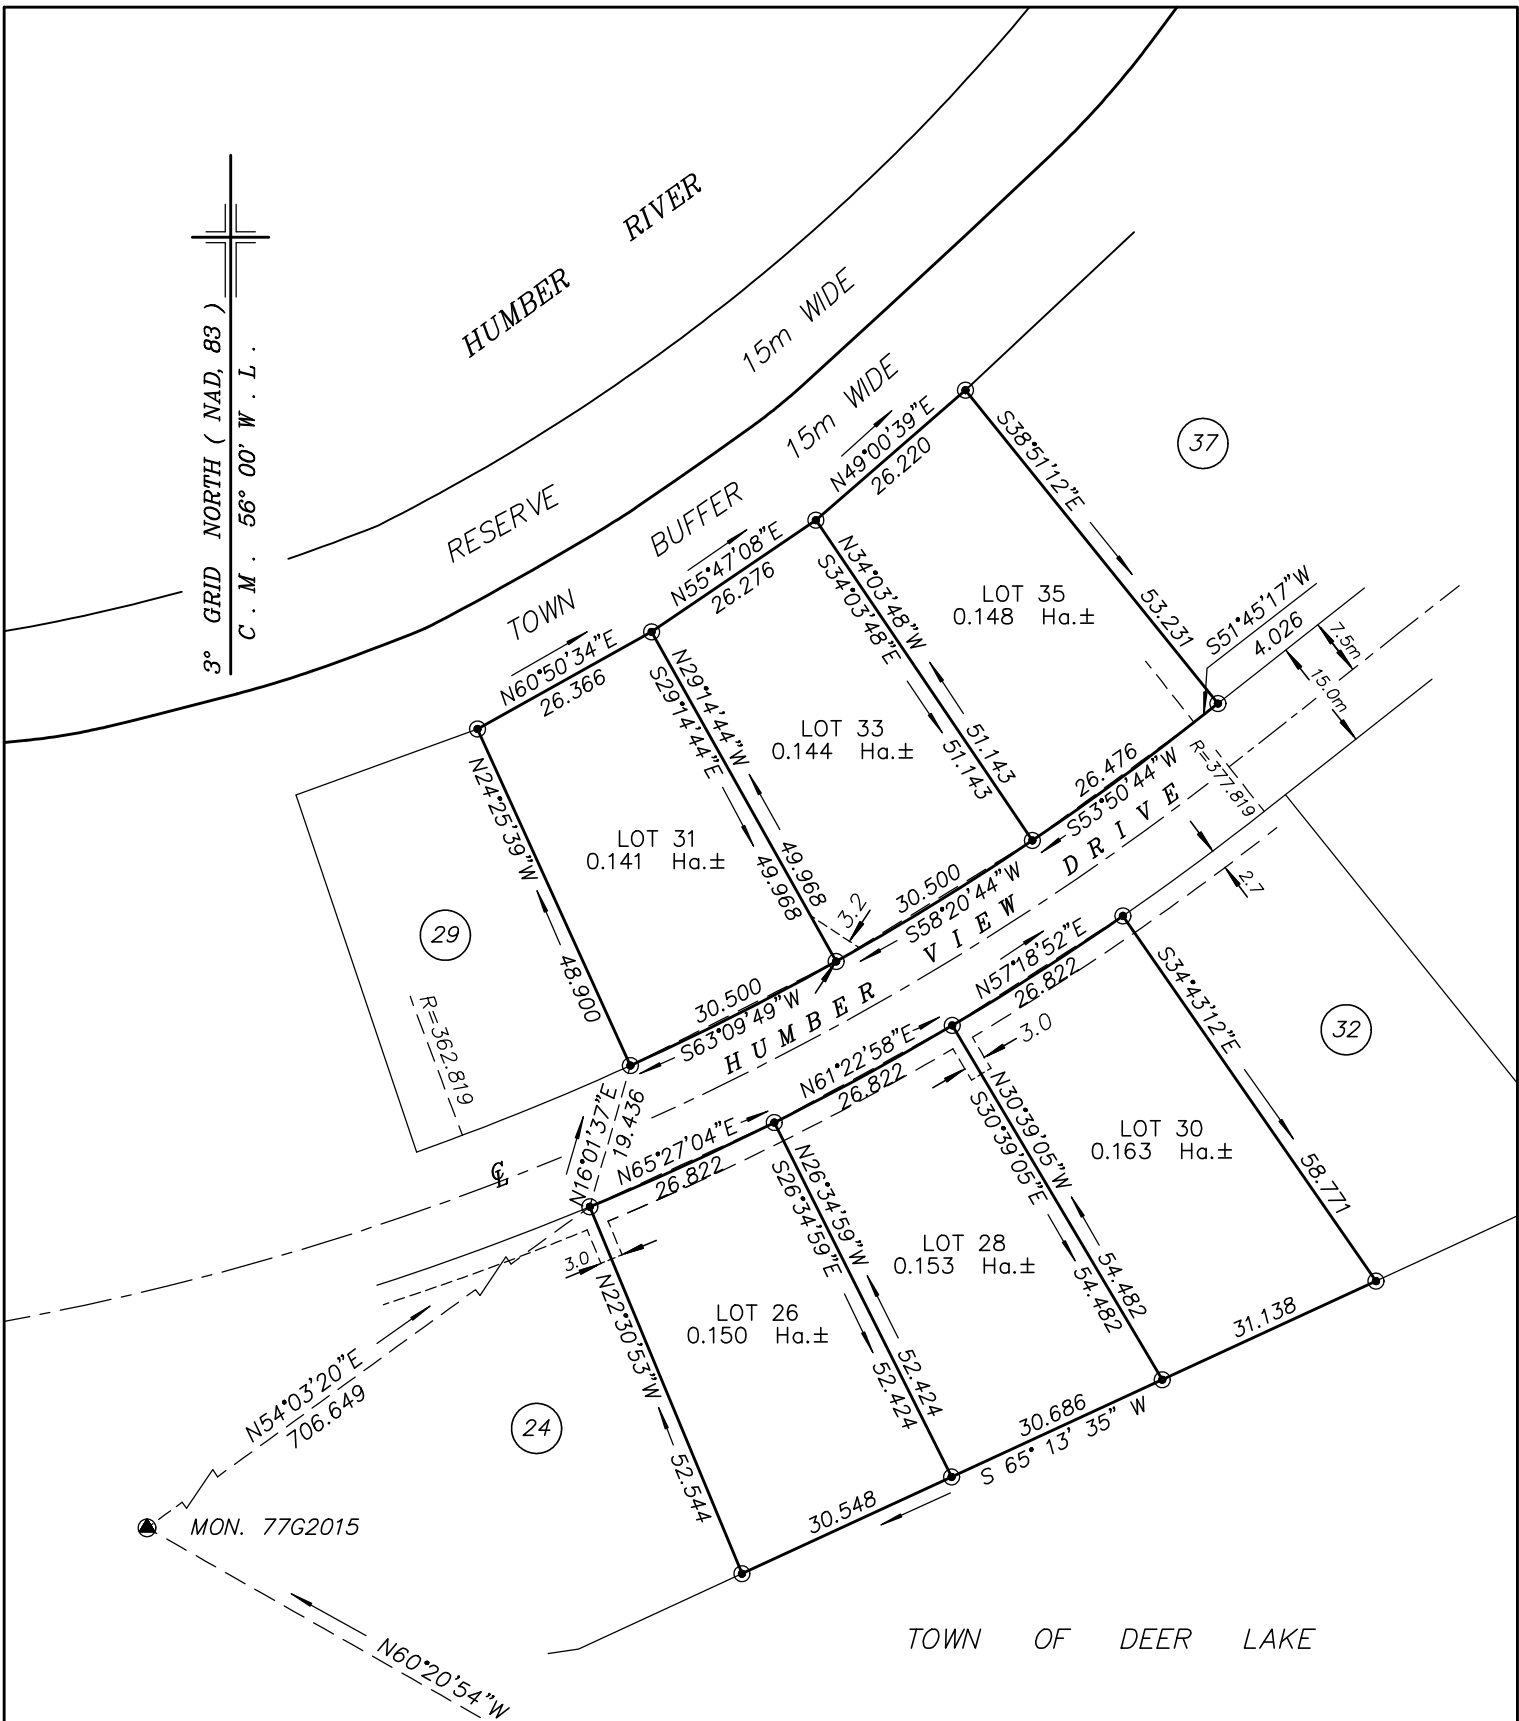 3° GRID NORTH ( NAD, 83 )
C . M . 56° 00' W . L .
HUMBER RIVER
RESERVE 15m WIDE
TOWN BUFFER 15m WIDE
N60°50'34"E
26.366
N55°47'08"E
26.276
N49°00'39"E
26.220
S38°51'12"E
53.231
37
S51°45'17"W
4.026
7.5m
15.0m
LOT 35
0.148 Ha.±
N34°03'48"W
51.143
S34°03'48"E
51.143
LOT 33
0.144 Ha.±
N29°14'44"W
49.968
S29°14'44"E
49.968
LOT 31
0.141 Ha.±
N24°25'39"W
48.900
29
R=362.819
30.500
S63°09'49"W
3.2
30.500
S58°20'44"W
26.476
S53°50'44"W
R=377.819
HUMBER VIEW DRIVE
2.7
N16°01'37"E
19.436
℄
N65°27'04"E
26.822
N61°22'58"E
26.822
N57°18'52"E
26.822
3.0
3.0
S34°43'12"E
58.771
32
LOT 30
0.163 Ha.±
N30°39'05"W
54.482
S30°39'05"E
54.482
LOT 28
0.153 Ha.±
N26°34'59"W
52.424
S26°34'59"E
52.424
LOT 26
0.150 Ha.±
N22°30'53"W
52.544
24
31.138
30.686
S 65° 13' 35" W
30.548
N54°03'20"E
706.649
MON. 77G2015
N60°20'54"W
TOWN OF DEER LAKE